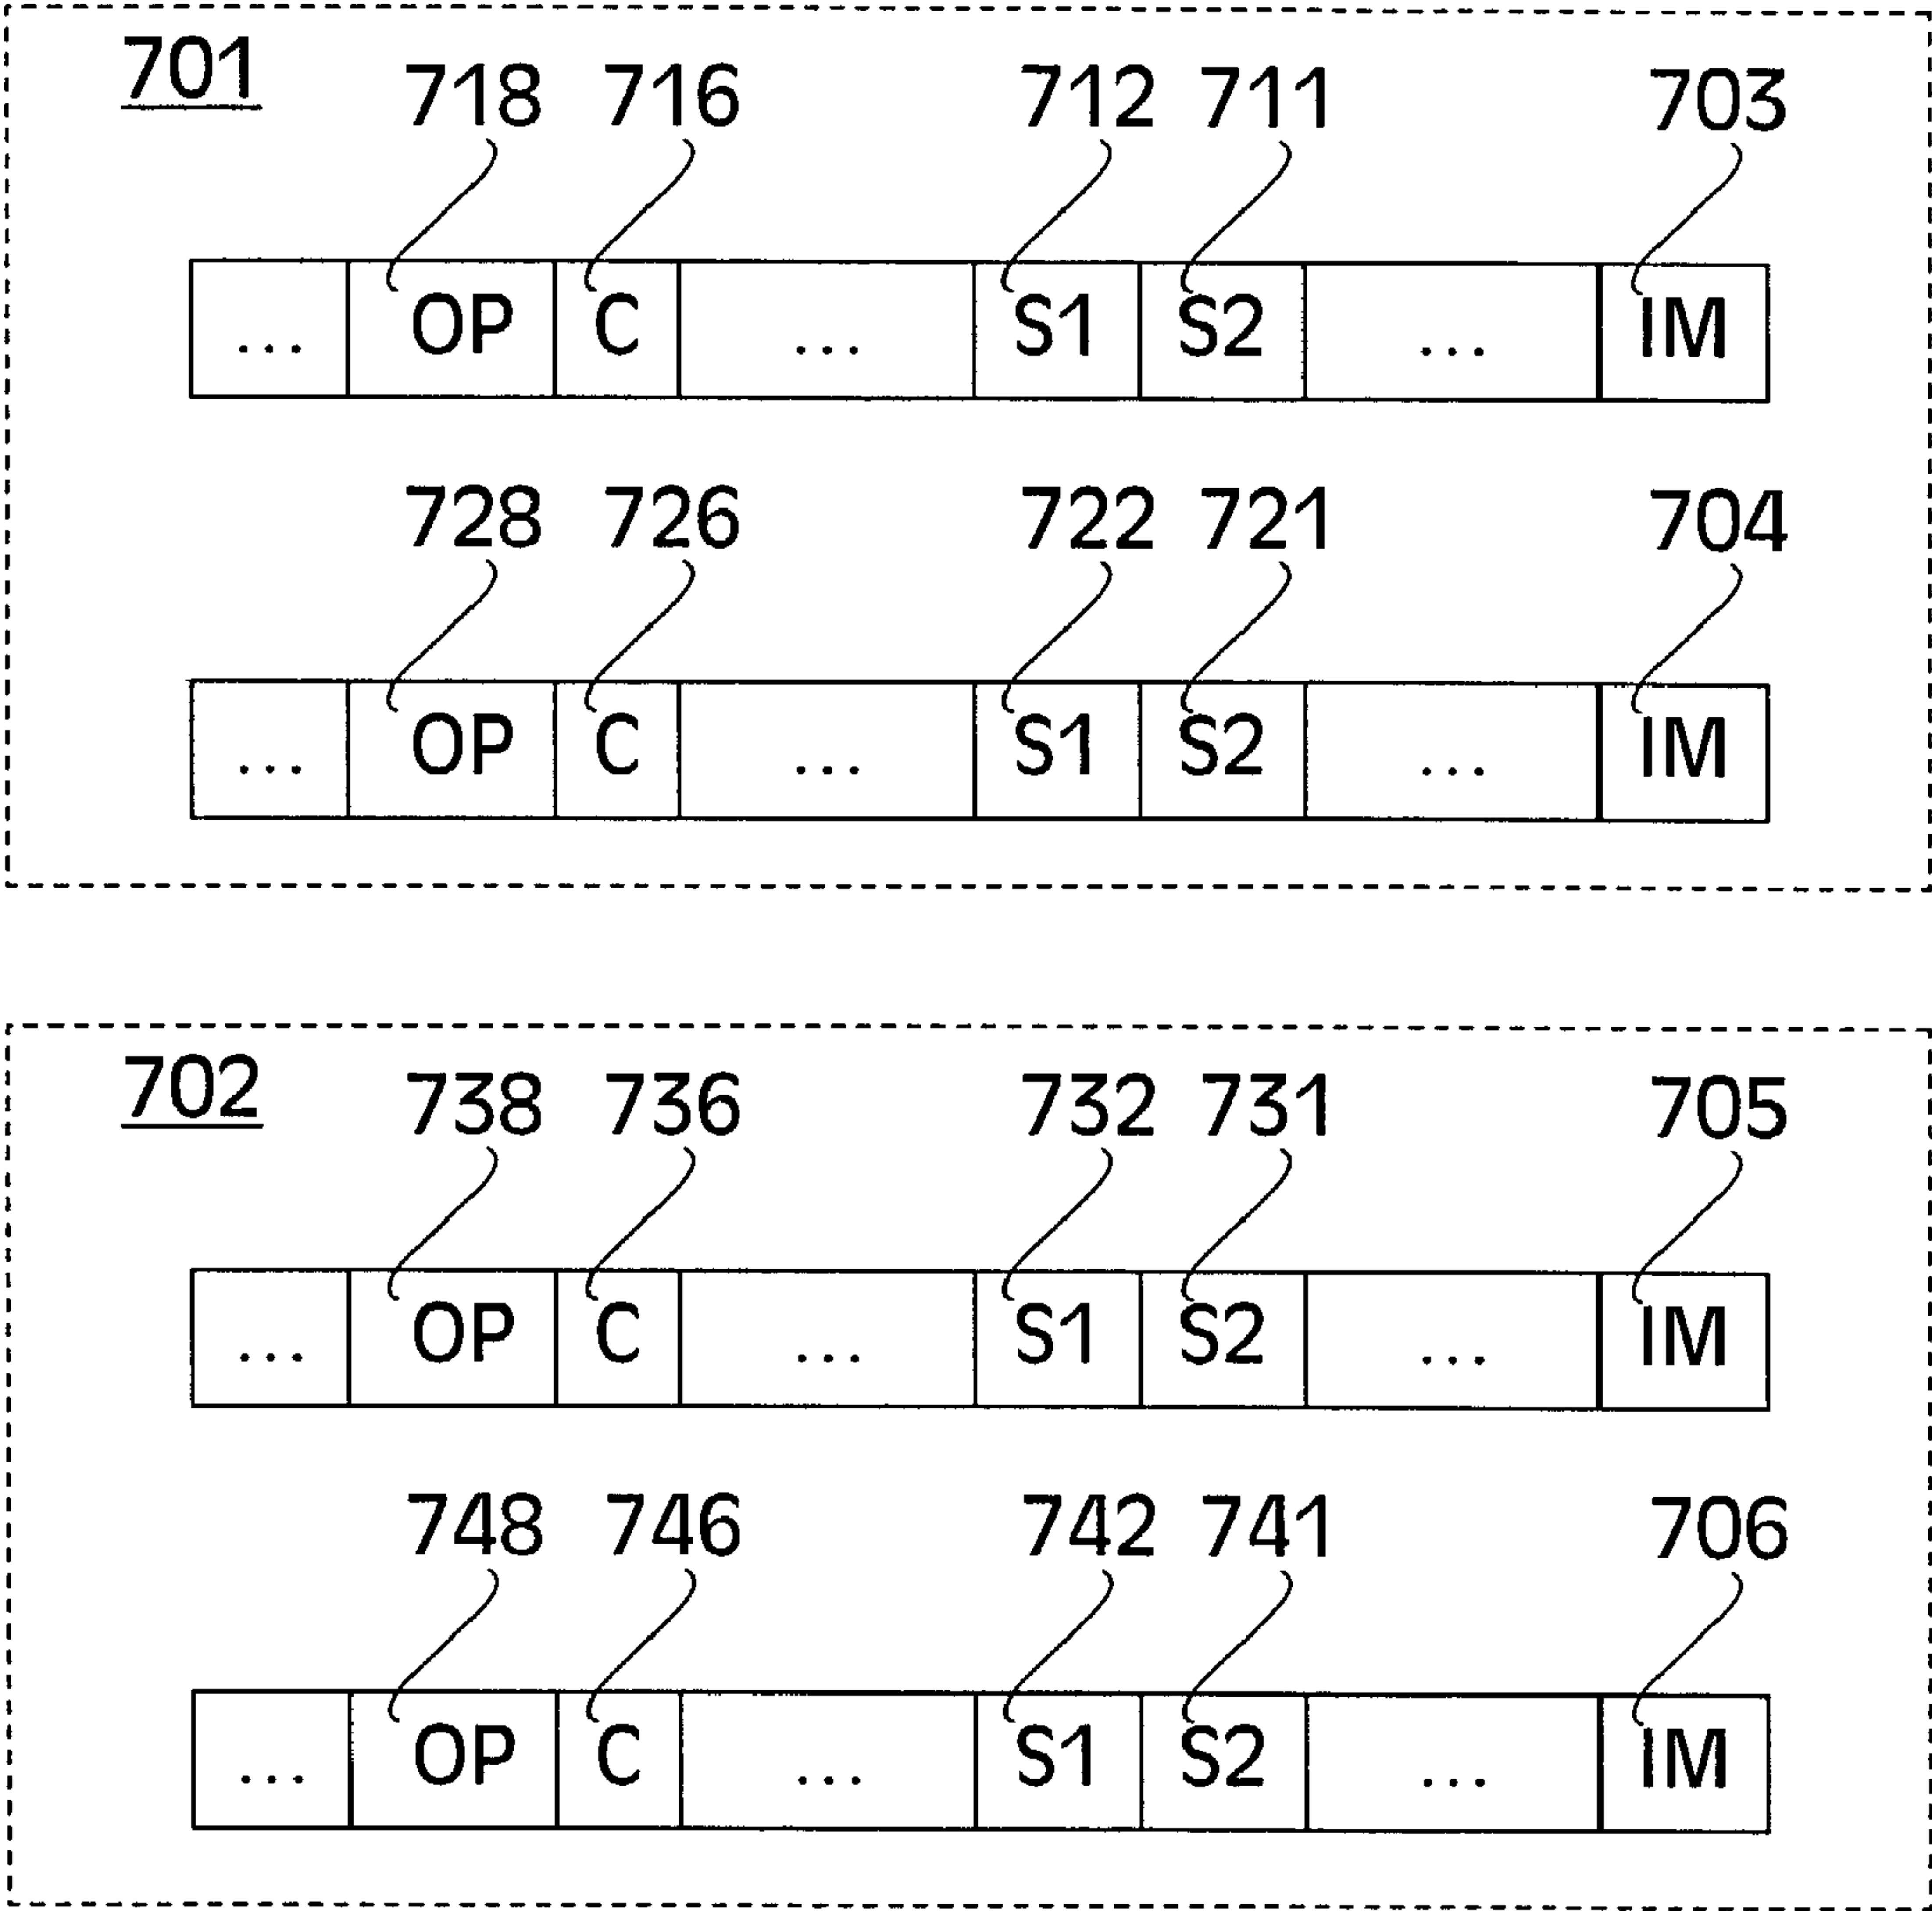 701
718 716 712 711 703
... OP C ... S1 S2 ... IM
728 726 722 721 704
... OP C ... S1 S2 ... IM
702
738 736 732 731 705
... OP C ... S1 S2 ... IM
748 746 742 741 706
... OP C ... S1 S2 ... IM